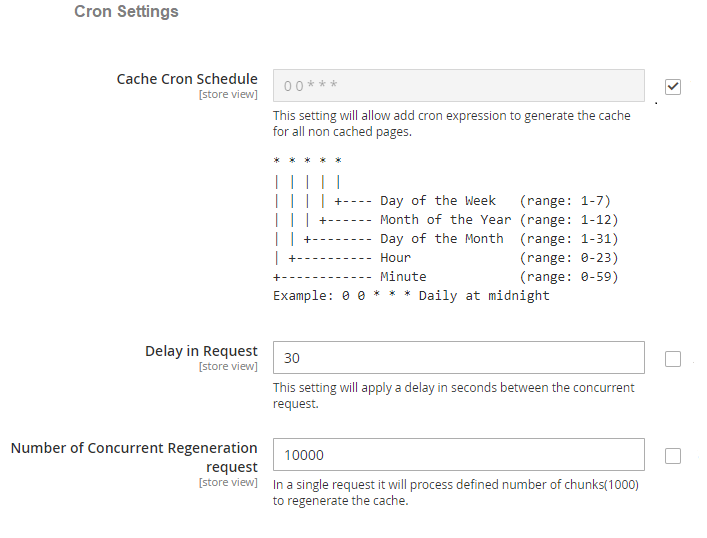 Cron Settings
Cache Cron Schedule
[store view]
0 0 * * *
This setting will allow add cron expression to generate the cache
for all non cached pages.
* * * * *
| | | | |
| | | | +---- Day of the Week   (range: 1-7)
| | | +------ Month of the Year (range: 1-12)
| | +-------- Day of the Month  (range: 1-31)
| +---------- Hour              (range: 0-23)
+------------ Minute            (range: 0-59)
Example: 0 0 * * * Daily at midnight
Delay in Request
[store view]
30
This setting will apply a delay in seconds between the concurrent
request.
Number of Concurrent Regeneration
request
[store view]
10000
In a single request it will process defined number of chunks(1000)
to regenerate the cache.